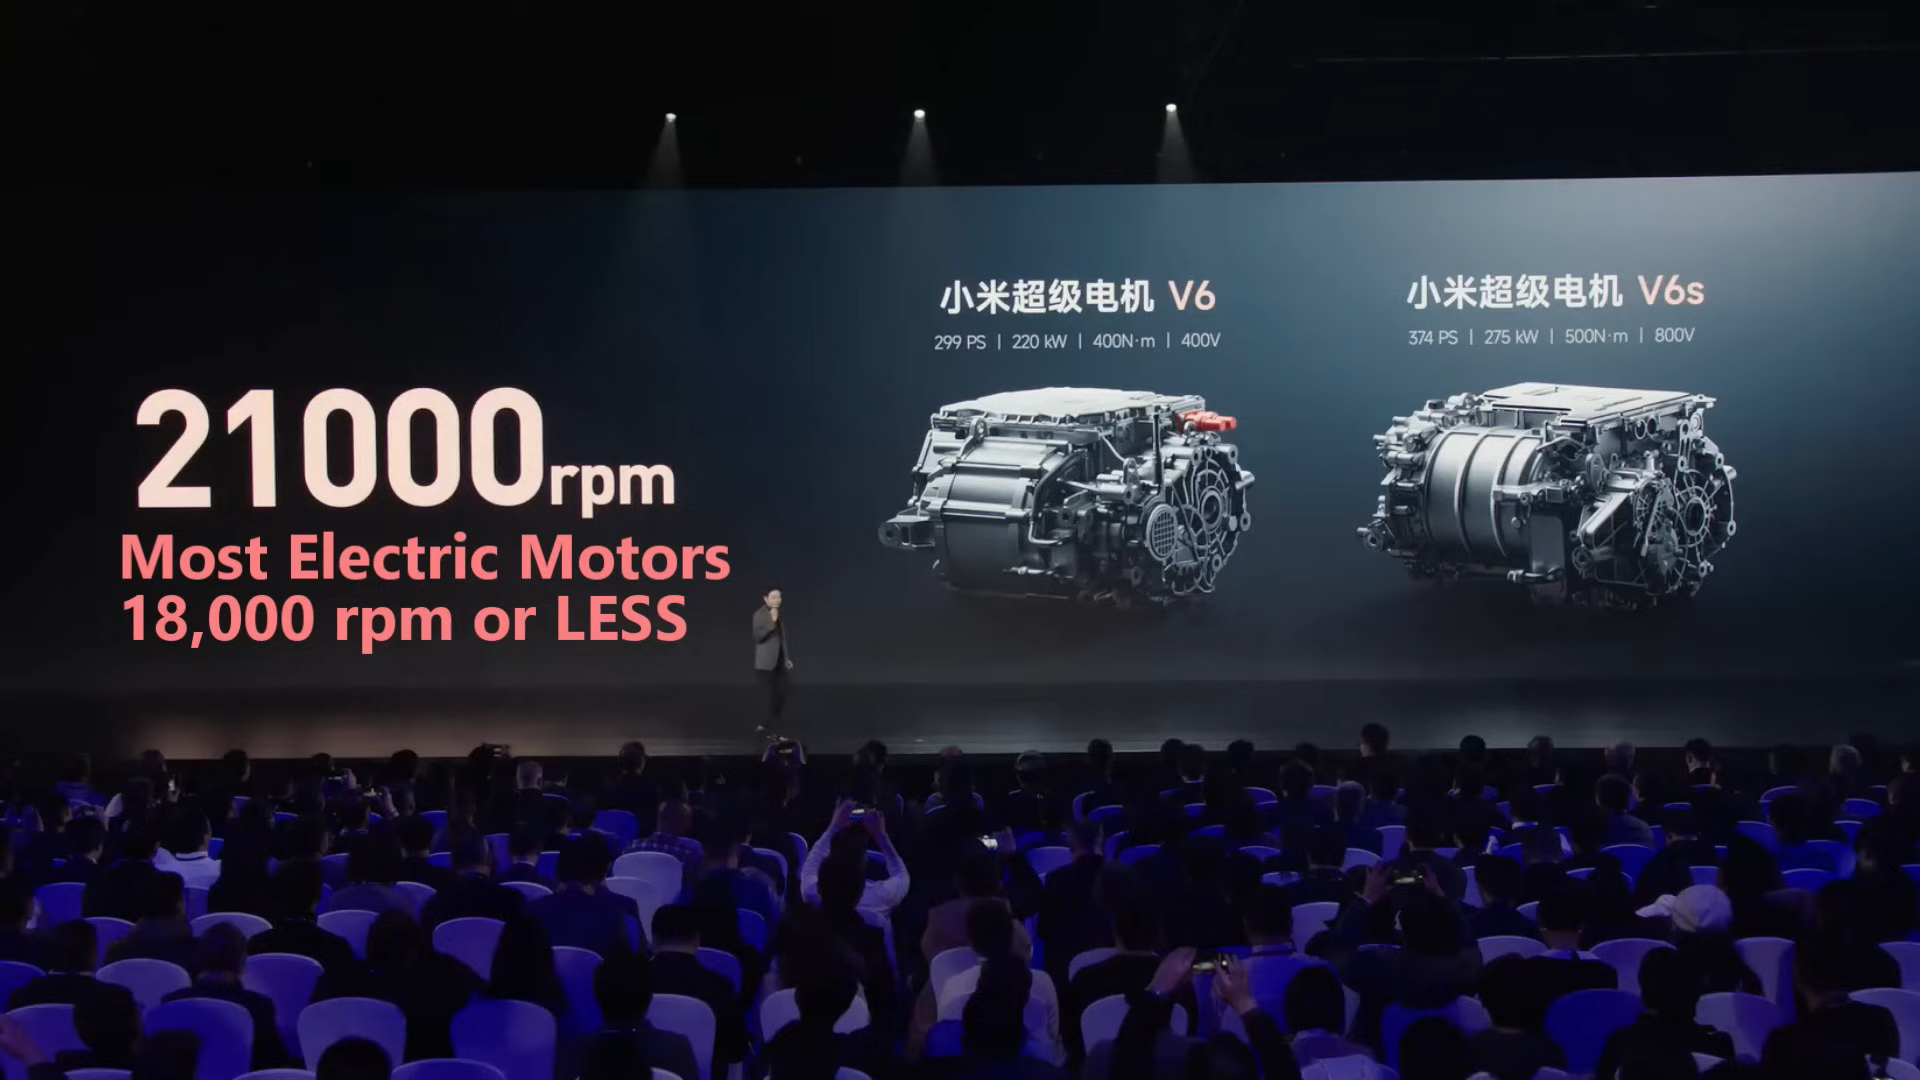 21000rpm
Most Electric Motors
18,000 rpm or LESS
小米超级电机 V6
299 PS | 220 kW | 400N·m | 400V
小米超级电机 V6s
374 PS | 275 kW | 500N·m | 800V